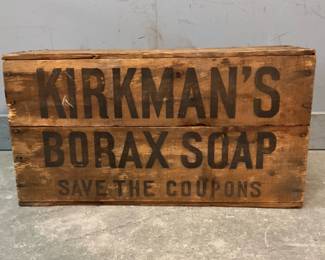 KIRKMAN'S
BORAX SOAP
SAVE THE COUPONS